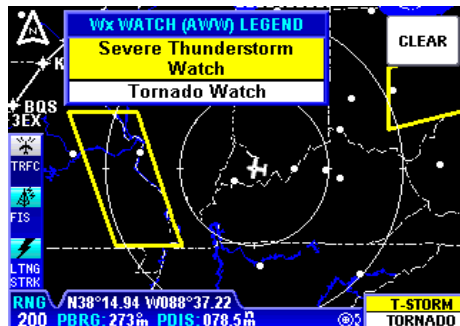 Wx WATCH (AWW) LEGEND
Severe Thunderstorm
Watch
Tornado Watch
CLEAR
N
K
BQS
3EX
TRFC
FIS
LTNG
STRK
RNG N38°14.94 W088°37.22
200 PBRG:273°m PDIS:078.5nm
T-STORM
TORNADO